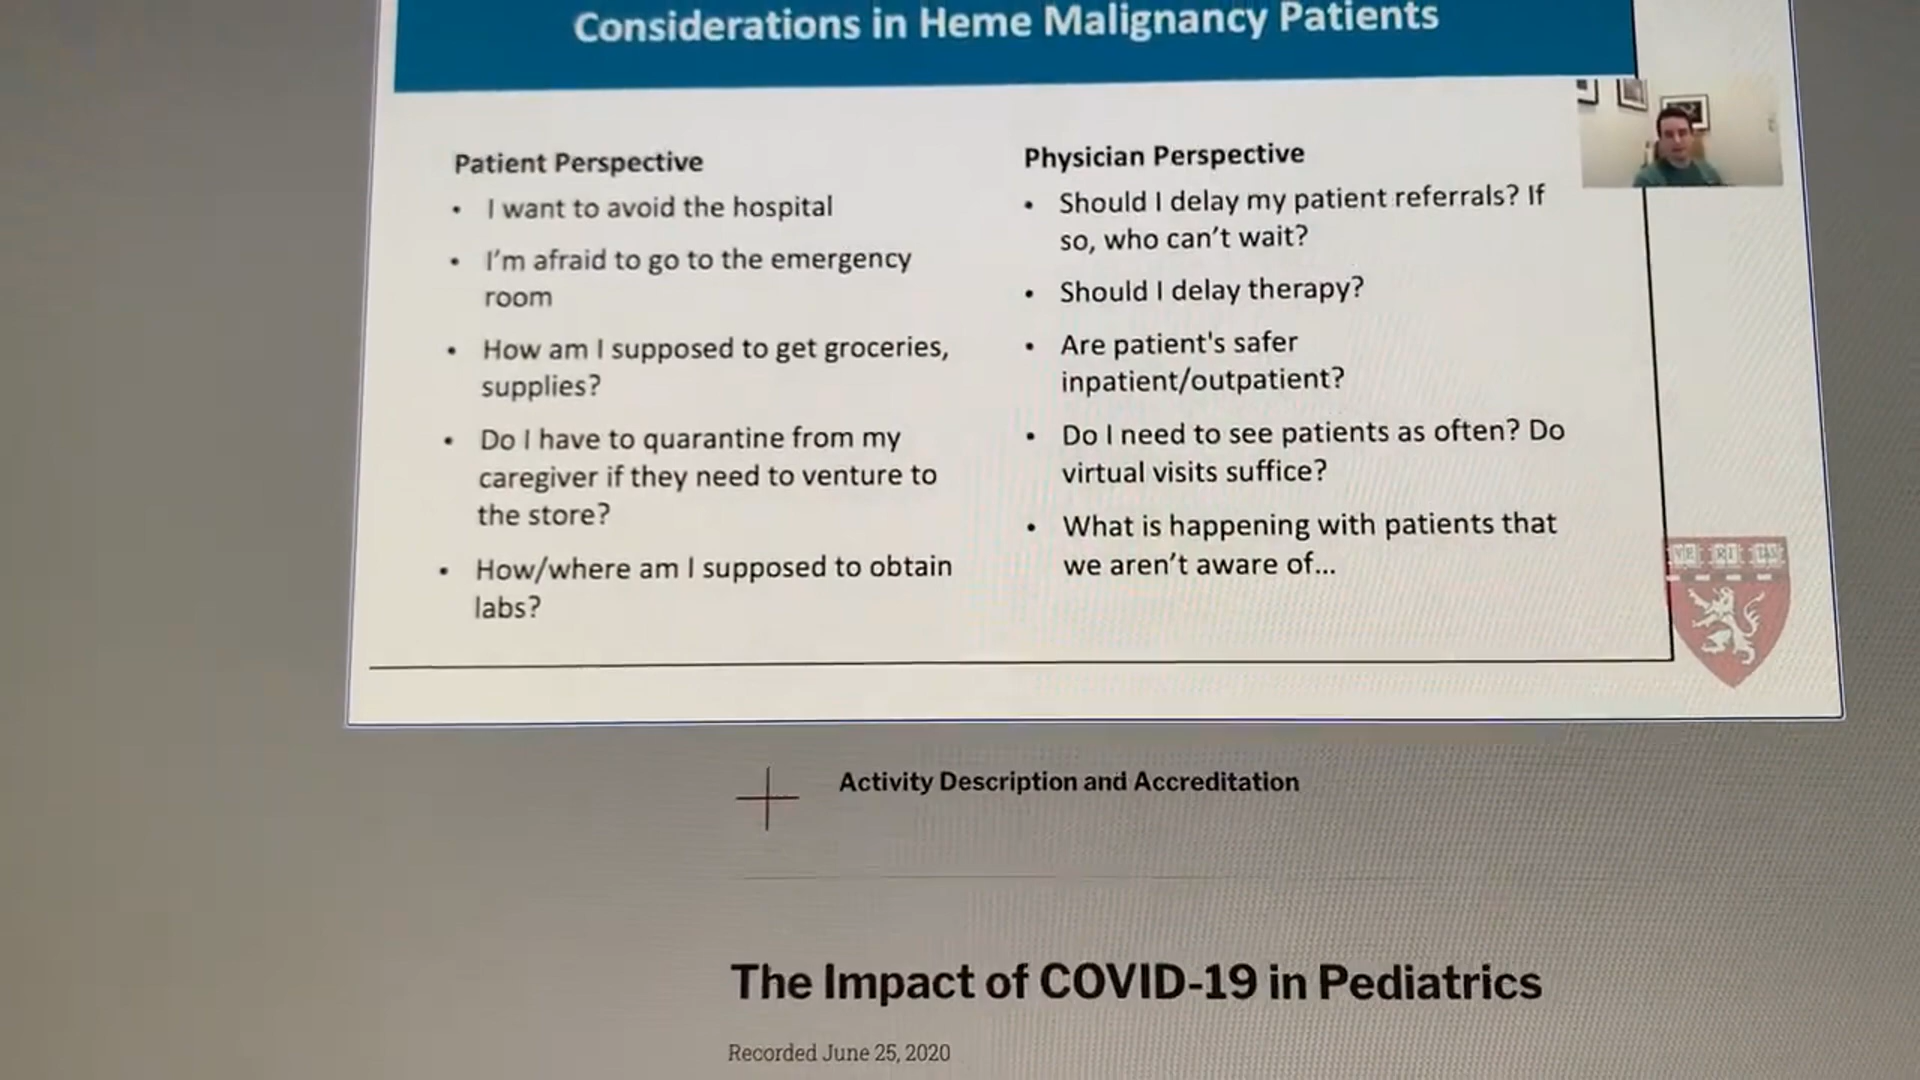 Considerations in Heme Malignancy Patients
Patient Perspective
• I want to avoid the hospital
• I'm afraid to go to the emergency
room
• How am I supposed to get groceries,
supplies?
• Do I have to quarantine from my
caregiver if they need to venture to
the store?
• How/where am I supposed to obtain
labs?
Physician Perspective
• Should I delay my patient referrals? If
so, who can't wait?
• Should I delay therapy?
• Are patient's safer
inpatient/outpatient?
• Do I need to see patients as often? Do
virtual visits suffice?
• What is happening with patients that
we aren't aware of...
VE RI TAS
Activity Description and Accreditation
The Impact of COVID-19 in Pediatrics
Recorded June 25, 2020